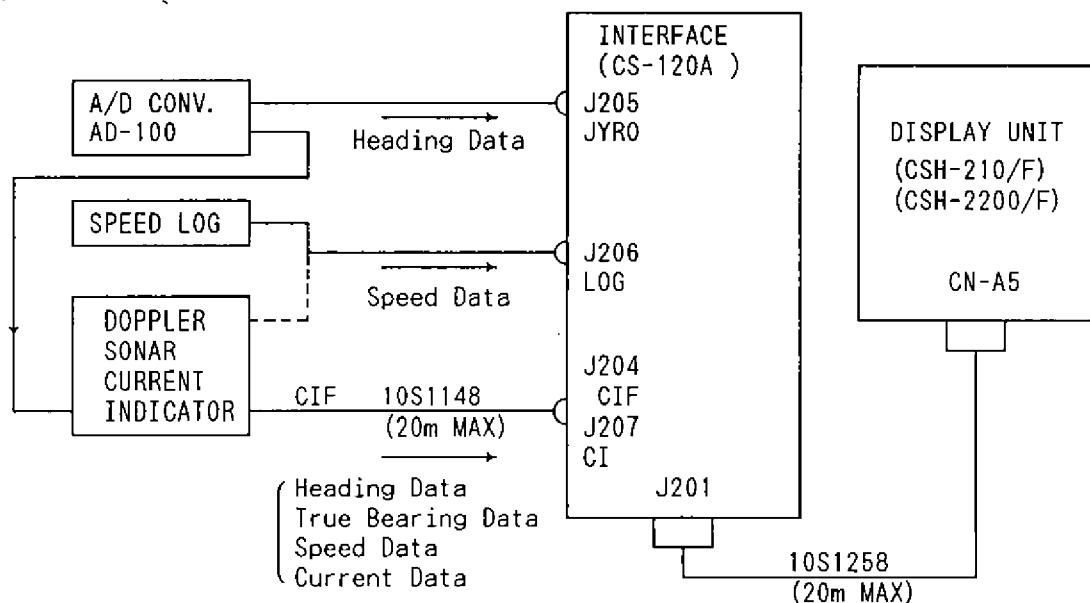 INTERFACE
(CS-120A )
A/D CONV.
AD-100
Heading Data
J205
JYRO
DISPLAY UNIT
(CSH-210/F)
(CSH-2200/F)
CN-A5
SPEED LOG
Speed Data
J206
LOG
DOPPLER
SONAR
CURRENT
INDICATOR
CIF
10S1148
(20m MAX)
J204
CIF
J207
CI
Heading Data
True Bearing Data
Speed Data
Current Data
J201
10S1258
(20m MAX)